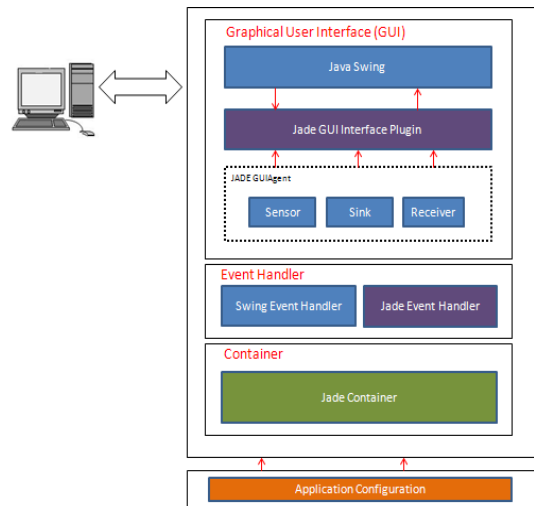 Graphical User Interface (GUI)
Java Swing
Jade GUI Interface Plugin
JADE GUIAgent
Sensor
Sink
Receiver
Event Handler
Swing Event Handler
Jade Event Handler
Container
Jade Container
Application Configuration